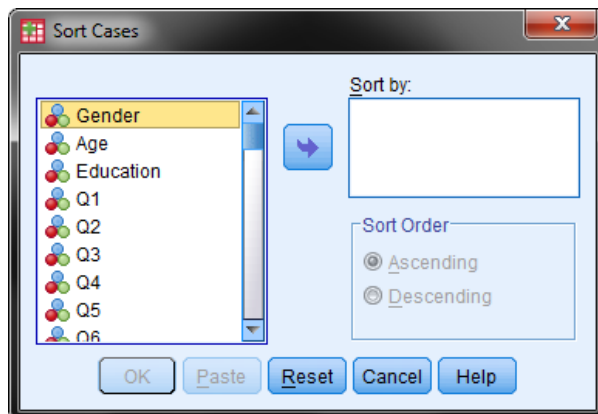 Sort Cases
Gender
Age
Education
Q1
Q2
Q3
Q4
Q5
Q6
Sort by:
Sort Order
Ascending
Descending
OK Paste Reset Cancel Help